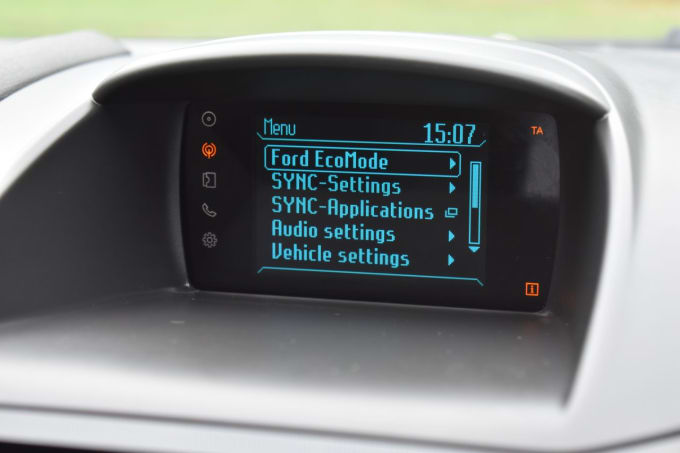 Menu 15:07 TA
Ford EcoMode
SYNC-Settings
SYNC-Applications
Audio settings
Vehicle settings
i